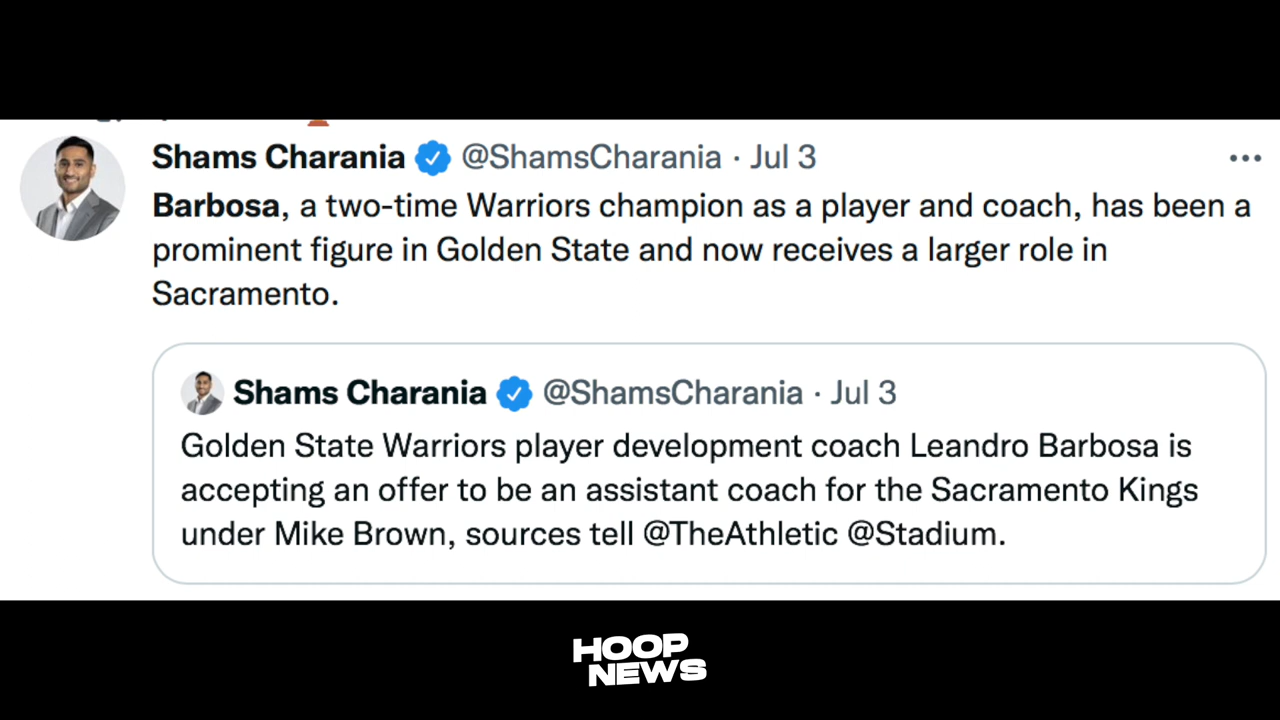 Shams Charania @ShamsCharania · Jul 3
Barbosa, a two-time Warriors champion as a player and coach, has been a
prominent figure in Golden State and now receives a larger role in
Sacramento.
Shams Charania @ShamsCharania · Jul 3
Golden State Warriors player development coach Leandro Barbosa is
accepting an offer to be an assistant coach for the Sacramento Kings
under Mike Brown, sources tell @TheAthletic @Stadium.
HOOP
NEWS